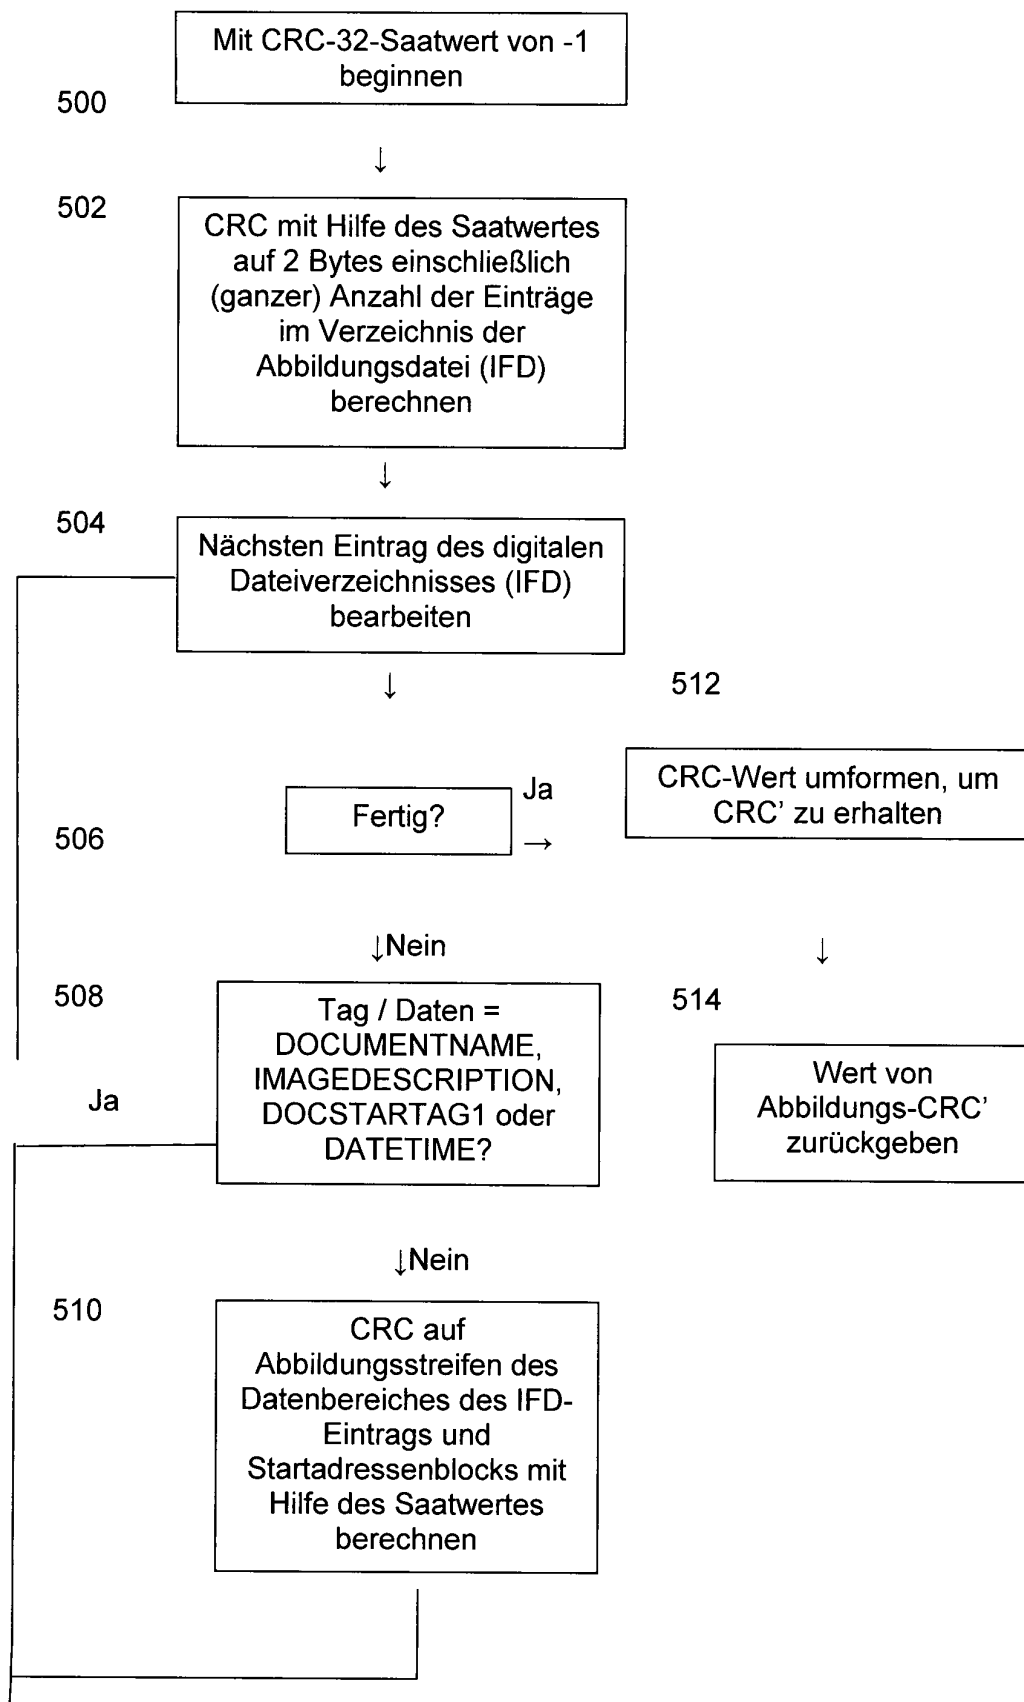 Mit CRC-32-Saatwert von -1
beginnen
500
↓
502
CRC mit Hilfe des Saatwertes
auf 2 Bytes einschließlich
(ganzer) Anzahl der Einträge
im Verzeichnis der
Abbildungsdatei (IFD)
berechnen
↓
504
Nächsten Eintrag des digitalen
Dateiverzeichnisses (IFD)
bearbeiten
↓
512
CRC-Wert umformen, um
CRC' zu erhalten
Ja
Fertig?
→
506
↓Nein
↓
508
Tag / Daten =
DOCUMENTNAME,
IMAGEDESCRIPTION,
DOCSTARTAG1 oder
DATETIME?
Ja
514
Wert von
Abbildungs-CRC'
zurückgeben
↓Nein
510
CRC auf
Abbildungsstreifen des
Datenbereiches des IFD-
Eintrags und
Startadressenblocks mit
Hilfe des Saatwertes
berechnen